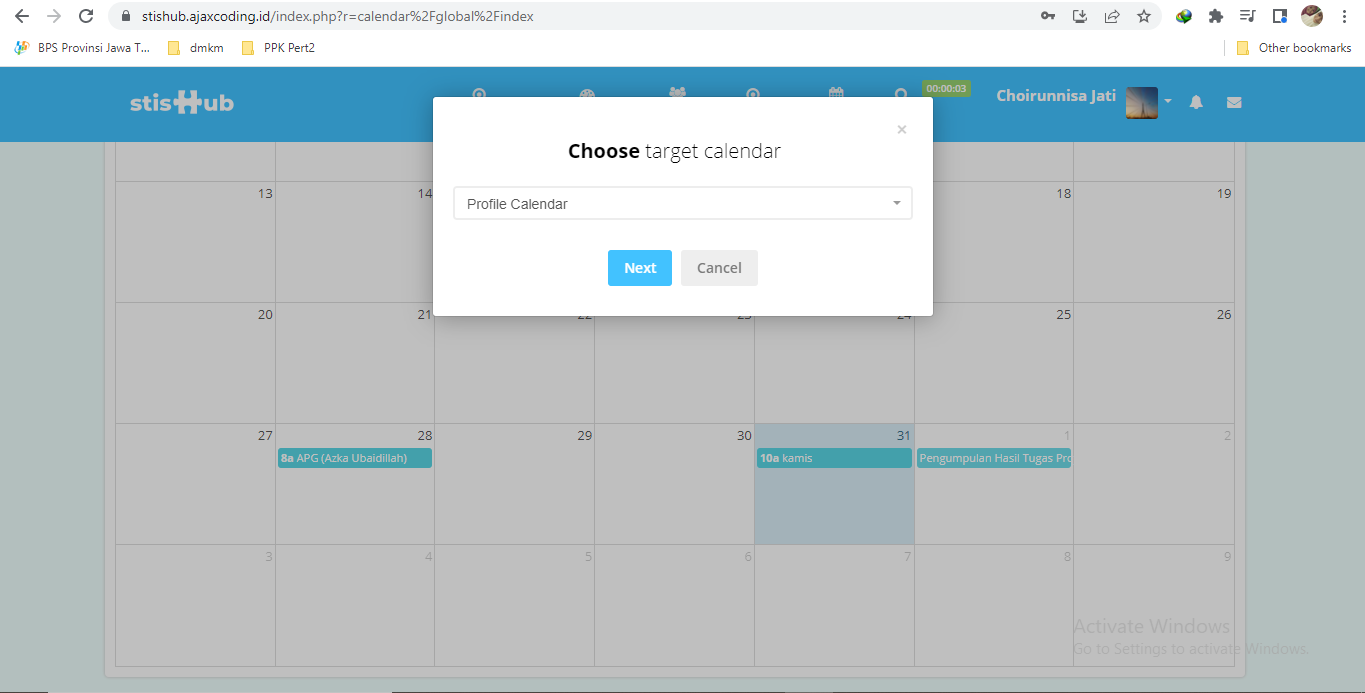 stishub.ajaxcoding.id/index.php?r=calendar%2Fglobal%2Findex
BPS Provinsi Jawa T... dmkm PPK Pert2 Other bookmarks
stisHub 00:00:03 Choirunnisa Jati
×
Choose target calendar
Profile Calendar
Next Cancel
13 14 18 19
20 21 22 23 24 25 26
27 28 29 30 31 1 2
8a APG (Azka Ubaidillah) 10a kamis Pengumpulan Hasil Tugas Pro
3 4 5 6 7 8 9
Activate Windows
Go to Settings to activate Windows.